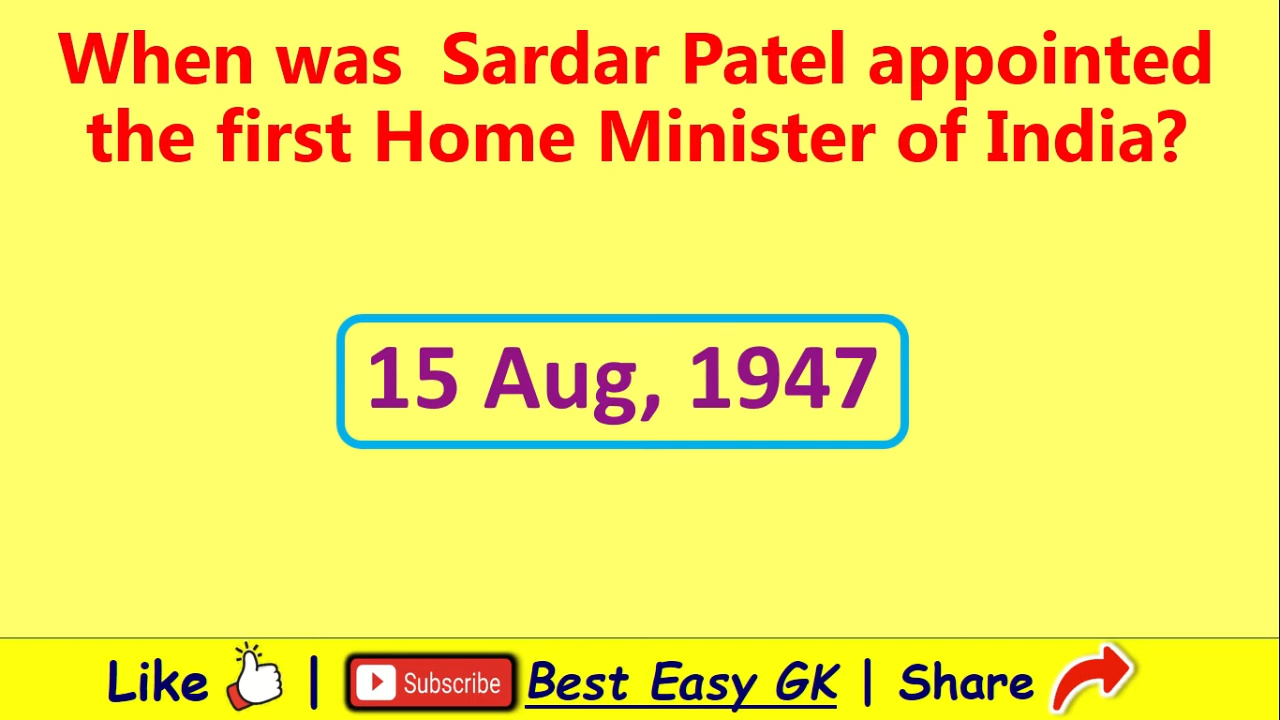 When was  Sardar Patel appointed
the first Home Minister of India?
15 Aug, 1947
Like | Subscribe Best Easy GK | Share